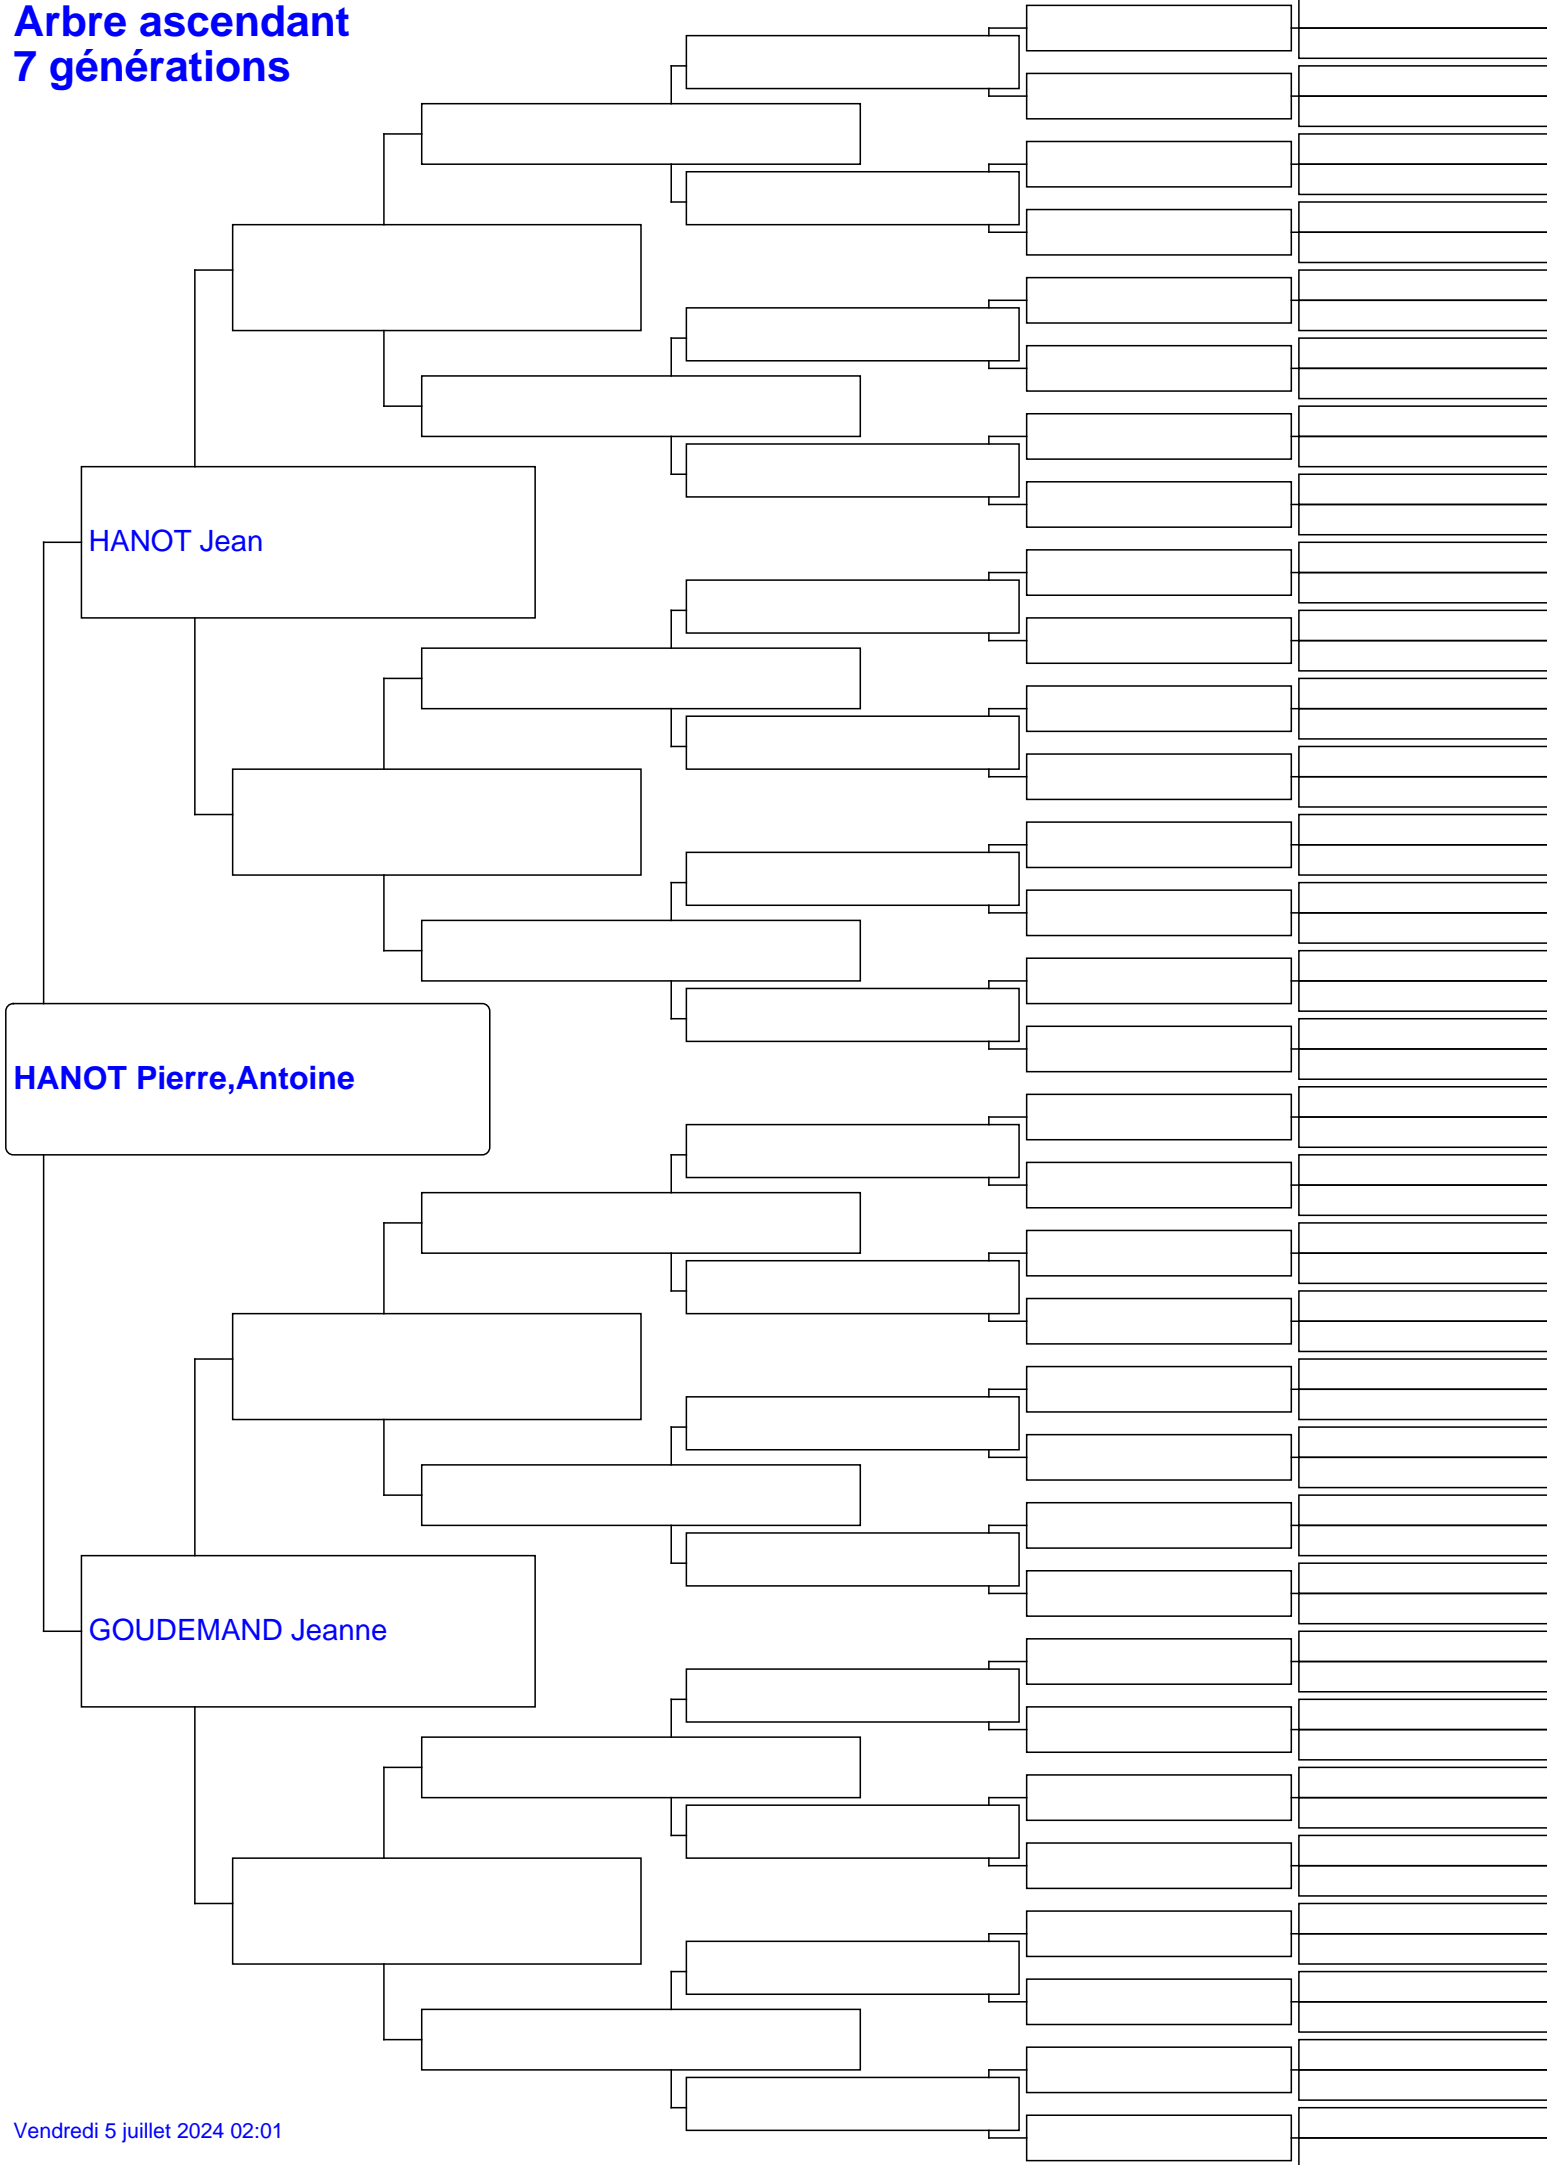 Arbre ascendant
7 générations
HANOT Jean
HANOT Pierre,Antoine
GOUDEMAND Jeanne
Vendredi 5 juillet 2024 02:01